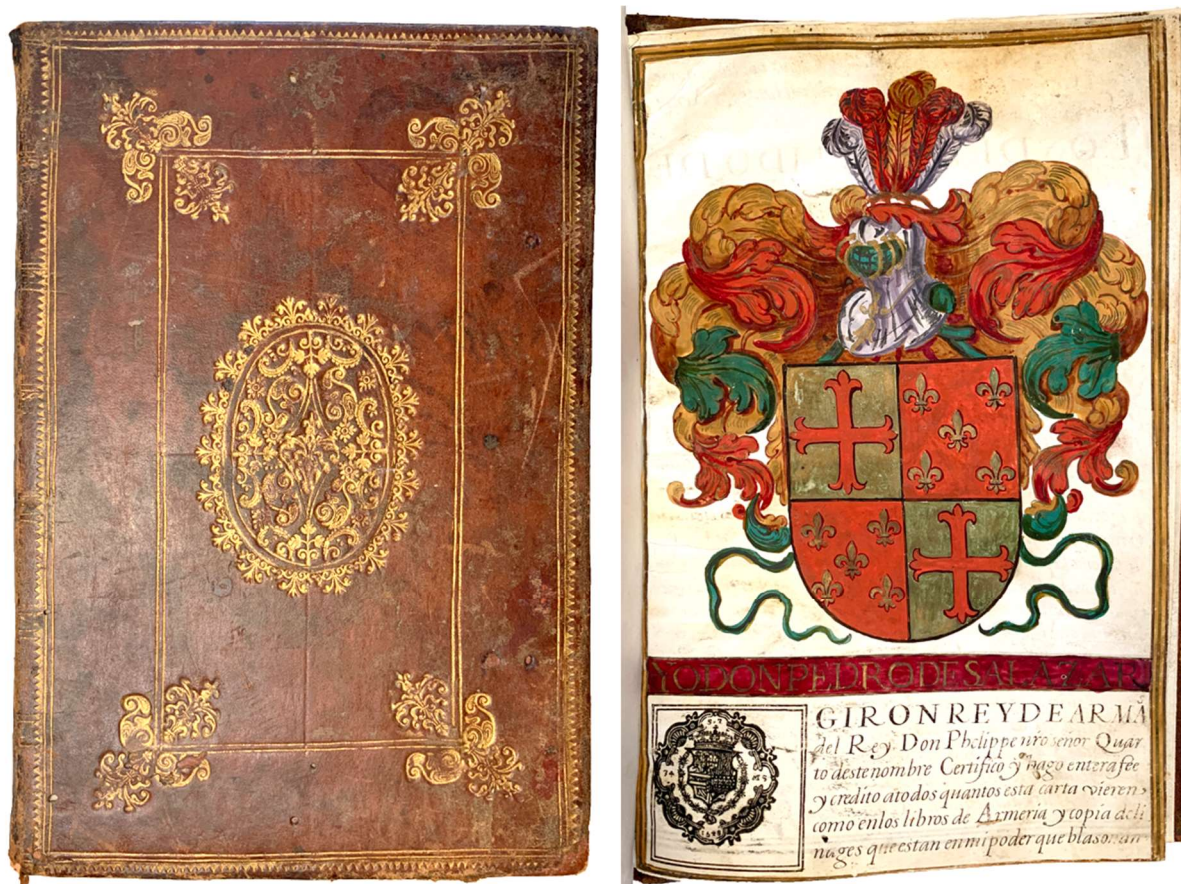 YO DON PEDRO DE SALAZAR
GIRON REY DE ARMA
del Rey Don Phelippe nro señor Quar
to deste nombre Certifico y hago entera fee
y credito a todos quantos esta carta vieren,
como en los libros de Armeria y copia de li
nages que estan en mi poder que blasonan